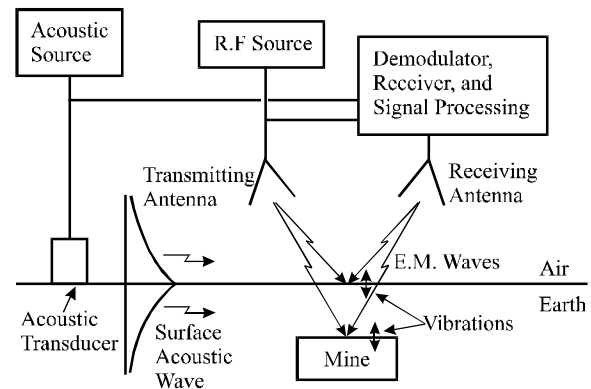 Acoustic
Source
R.F Source
Demodulator,
Receiver, and
Signal Processing
Transmitting
Antenna
Receiving
Antenna
E.M. Waves
Air
Earth
Acoustic
Transducer
Surface
Acoustic
Wave
Vibrations
Mine